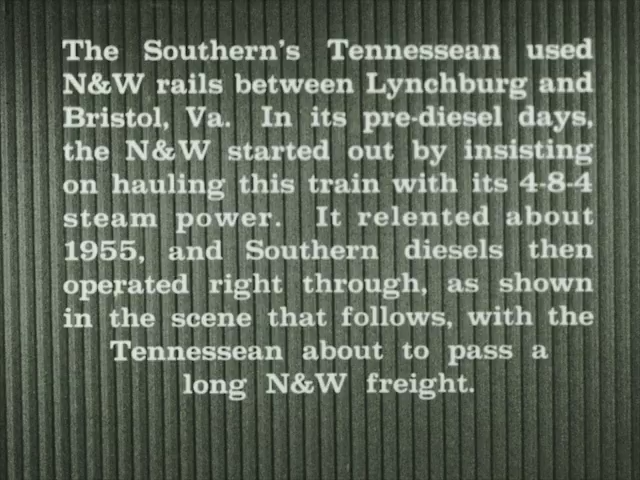 The Southern's Tennessean used
N&W rails between Lynchburg and
Bristol, Va. In its pre-diesel days,
the N&W started out by insisting
on hauling this train with its 4-8-4
steam power. It relented about
1955, and Southern diesels then
operated right through, as shown
in the scene that follows, with the
Tennessean about to pass a
long N&W freight.